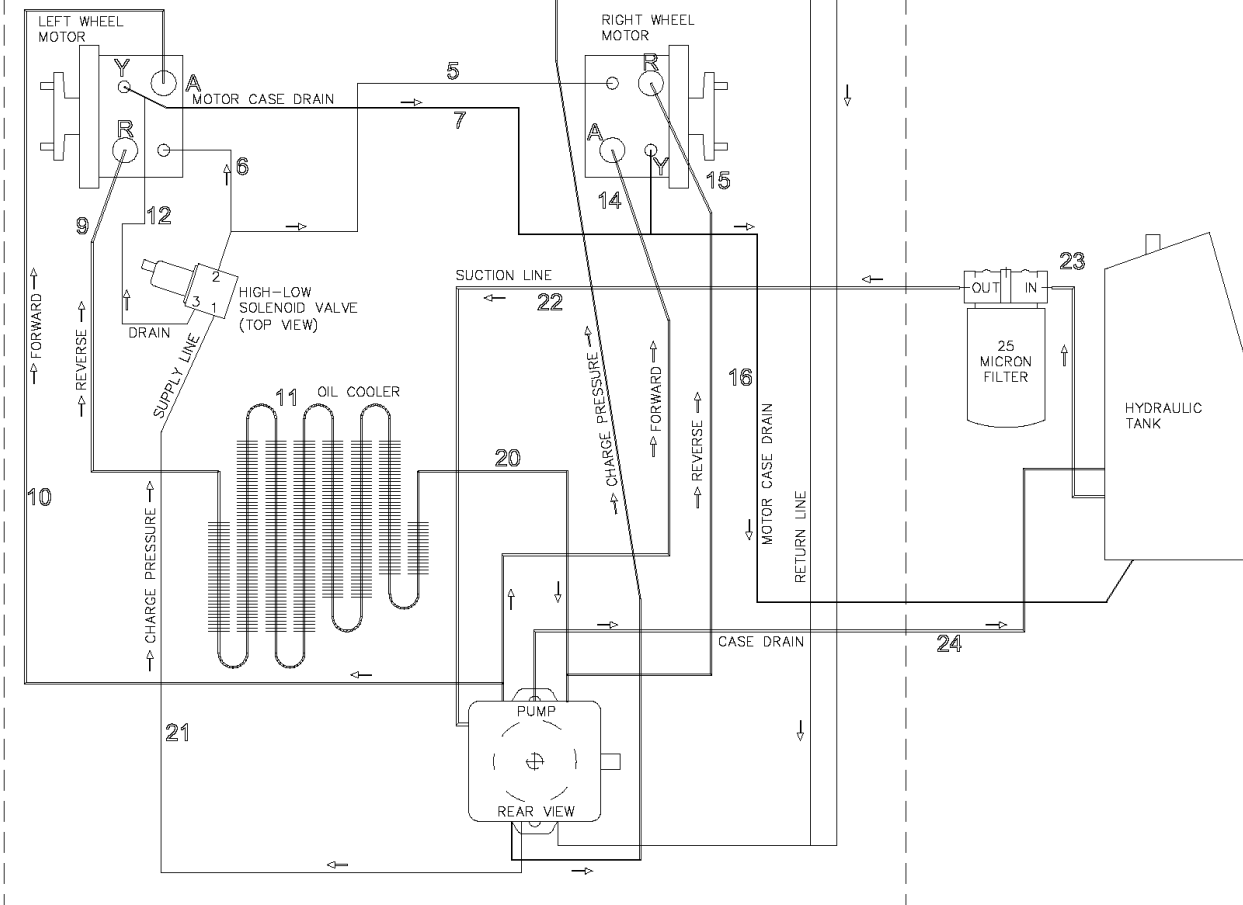 LEFT WHEEL
MOTOR
RIGHT WHEEL
MOTOR
Y
A
R
5
MOTOR CASE DRAIN
7
R
A
Y
6
15
14
9
12
2
3
1
HIGH-LOW
SOLENOID VALVE
(TOP VIEW)
DRAIN
SUPPLY LINE
SUCTION LINE
22
23
OUT
IN
25
MICRON
FILTER
HYDRAULIC
TANK
FORWARD
REVERSE
11
OIL COOLER
CHARGE PRESSURE
FORWARD
REVERSE
16
MOTOR CASE DRAIN
RETURN LINE
10
20
CHARGE PRESSURE
CASE DRAIN
24
21
PUMP
REAR VIEW